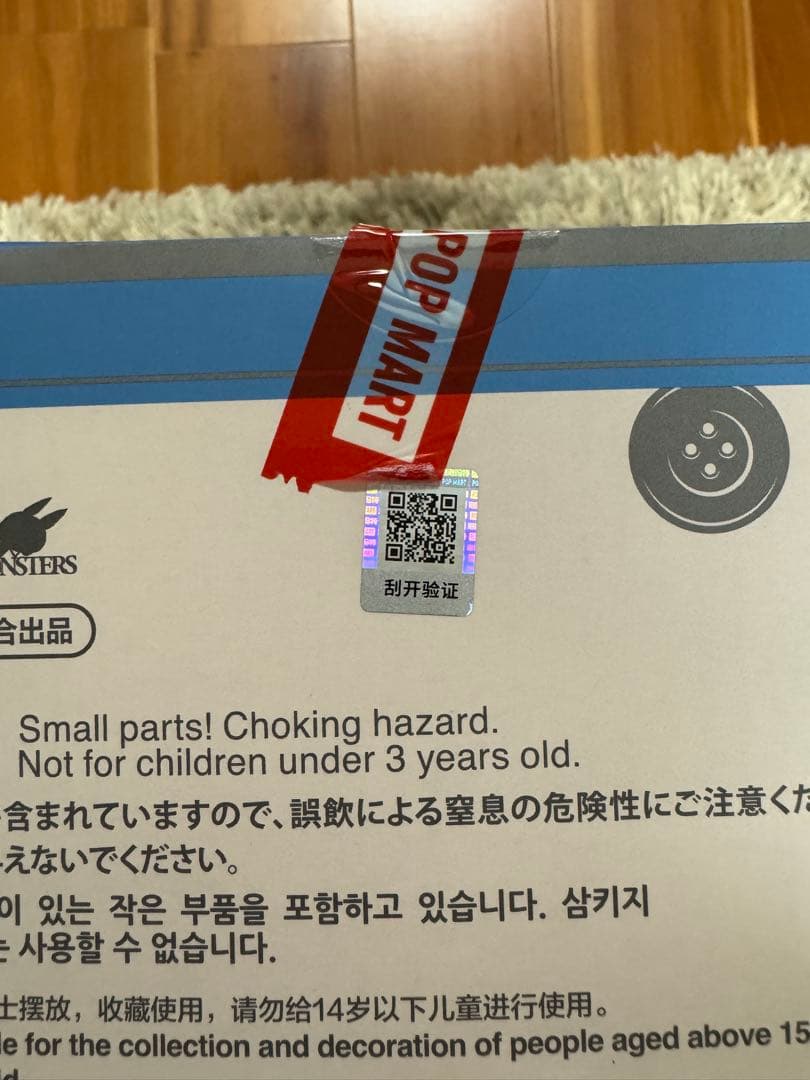 POP MART
POP MART
刮开验证
NSTERS
合出品
Small parts! Choking hazard.
Not for children under 3 years old.
含まれていますので、誤飲による窒息の危険性にご注意くだ
えないでください。
이 있는 작은 부품을 포함하고 있습니다. 삼키지
는 사용할 수 없습니다.
士摆放，收藏使用，请勿给14岁以下儿童进行使用。
le for the collection and decoration of people aged above 15